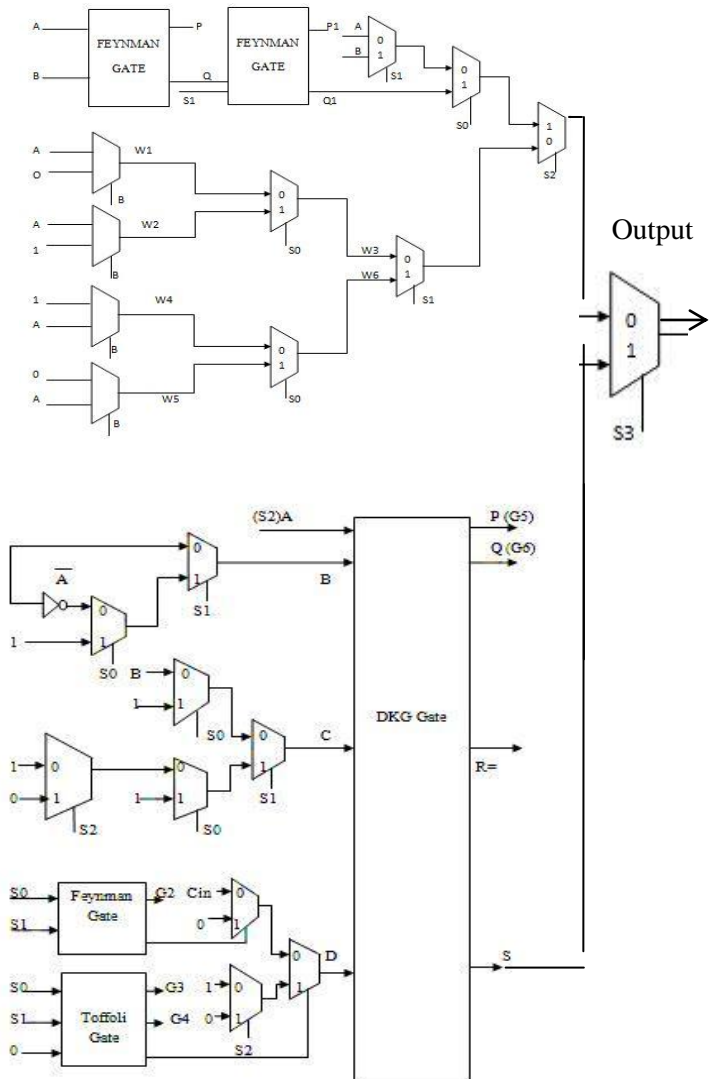 A
P
FEYNMAN
GATE
B
Q
S1
FEYNMAN
GATE
P1
Q1
A
0
B
1
S1
0
1
S0
1
0
S2
A
W1
O
B
A
W2
1
B
0
1
S0
W3
W6
0
1
S1
1
W4
A
B
0
W5
A
B
0
1
S0
Output
0
1
S3
(S2)A
P (G5)
Q (G6)
A
0
1
S1
B
0
1
1
S0
B
0
1
1
S0
DKG Gate
0
C
1
S1
R=
1
0
0
1
S2
0
1
1
S0
S0
Feynman
Gate
G2
Cin
0
S1
0
1
0
D
1
S
S0
G3
1
0
S1
Toffoli
Gate
G4
0
1
0
S2